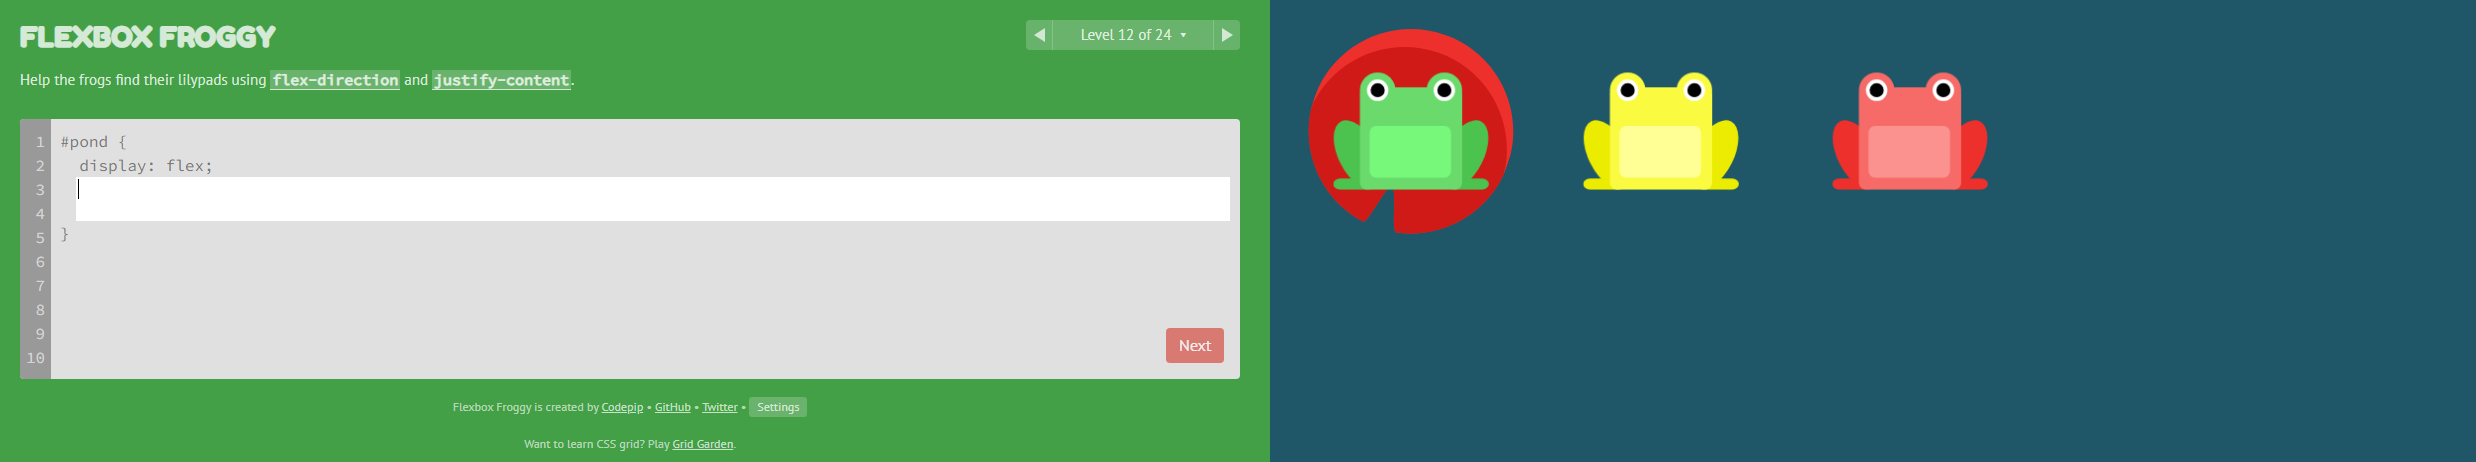 FLEXBOX FROGGY
Level 12 of 24
Help the frogs find their lilypads using flex-direction and justify-content.
1 #pond {
2 display: flex;
3
4
5 }
6
7
8
9
10
Next
Flexbox Froggy is created by Codepip • GitHub • Twitter • Settings
Want to learn CSS grid? Play Grid Garden.